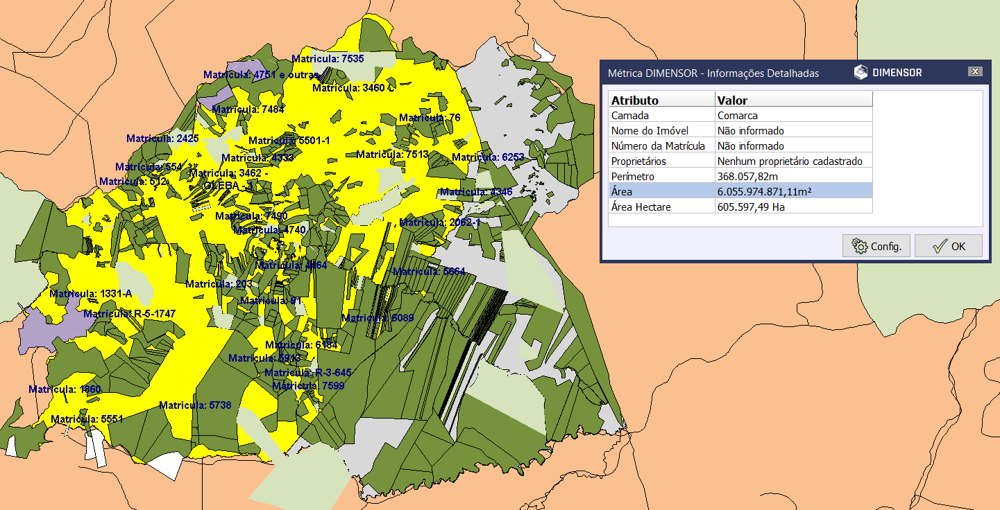 Matricula: 7535
Matricula: 4751 e outras
Matricula: 3460 -
Matricula: 7484
Matricula: 76
Matricula: 2425
Matricula: 5501-1
Matricula: 4333
Matricula: 7513
Matricula: 6253
Matricula: 554
Matricula: 3462 -
GLEBA - 1
Matricula: 512
Matricula: 4346
Matricula: 7490
Matricula: 4740
Matricula: 2062-1
Matricula: 4464
Matricula: 5664
Matricula: 203
Matricula: 1331-A
Matricula: 91
Matricula: R-5-1747
Matricula: 6089
Matricula: 6184
Matricula: 5913
Matricula: R-3-645
Matricula: 7599
Matricula: 1860
Matricula: 5738
Matricula: 5551
Métrica DIMENSOR - Informações Detalhadas DIMENSOR
Atributo Valor
Camada Comarca
Nome do Imóvel Não informado
Número da Matrícula Não informado
Proprietários Nenhum proprietário cadastrado
Perímetro 368.057,82m
Área 6.055.974.871,11m²
Área Hectare 605.597,49 Ha
Config. OK